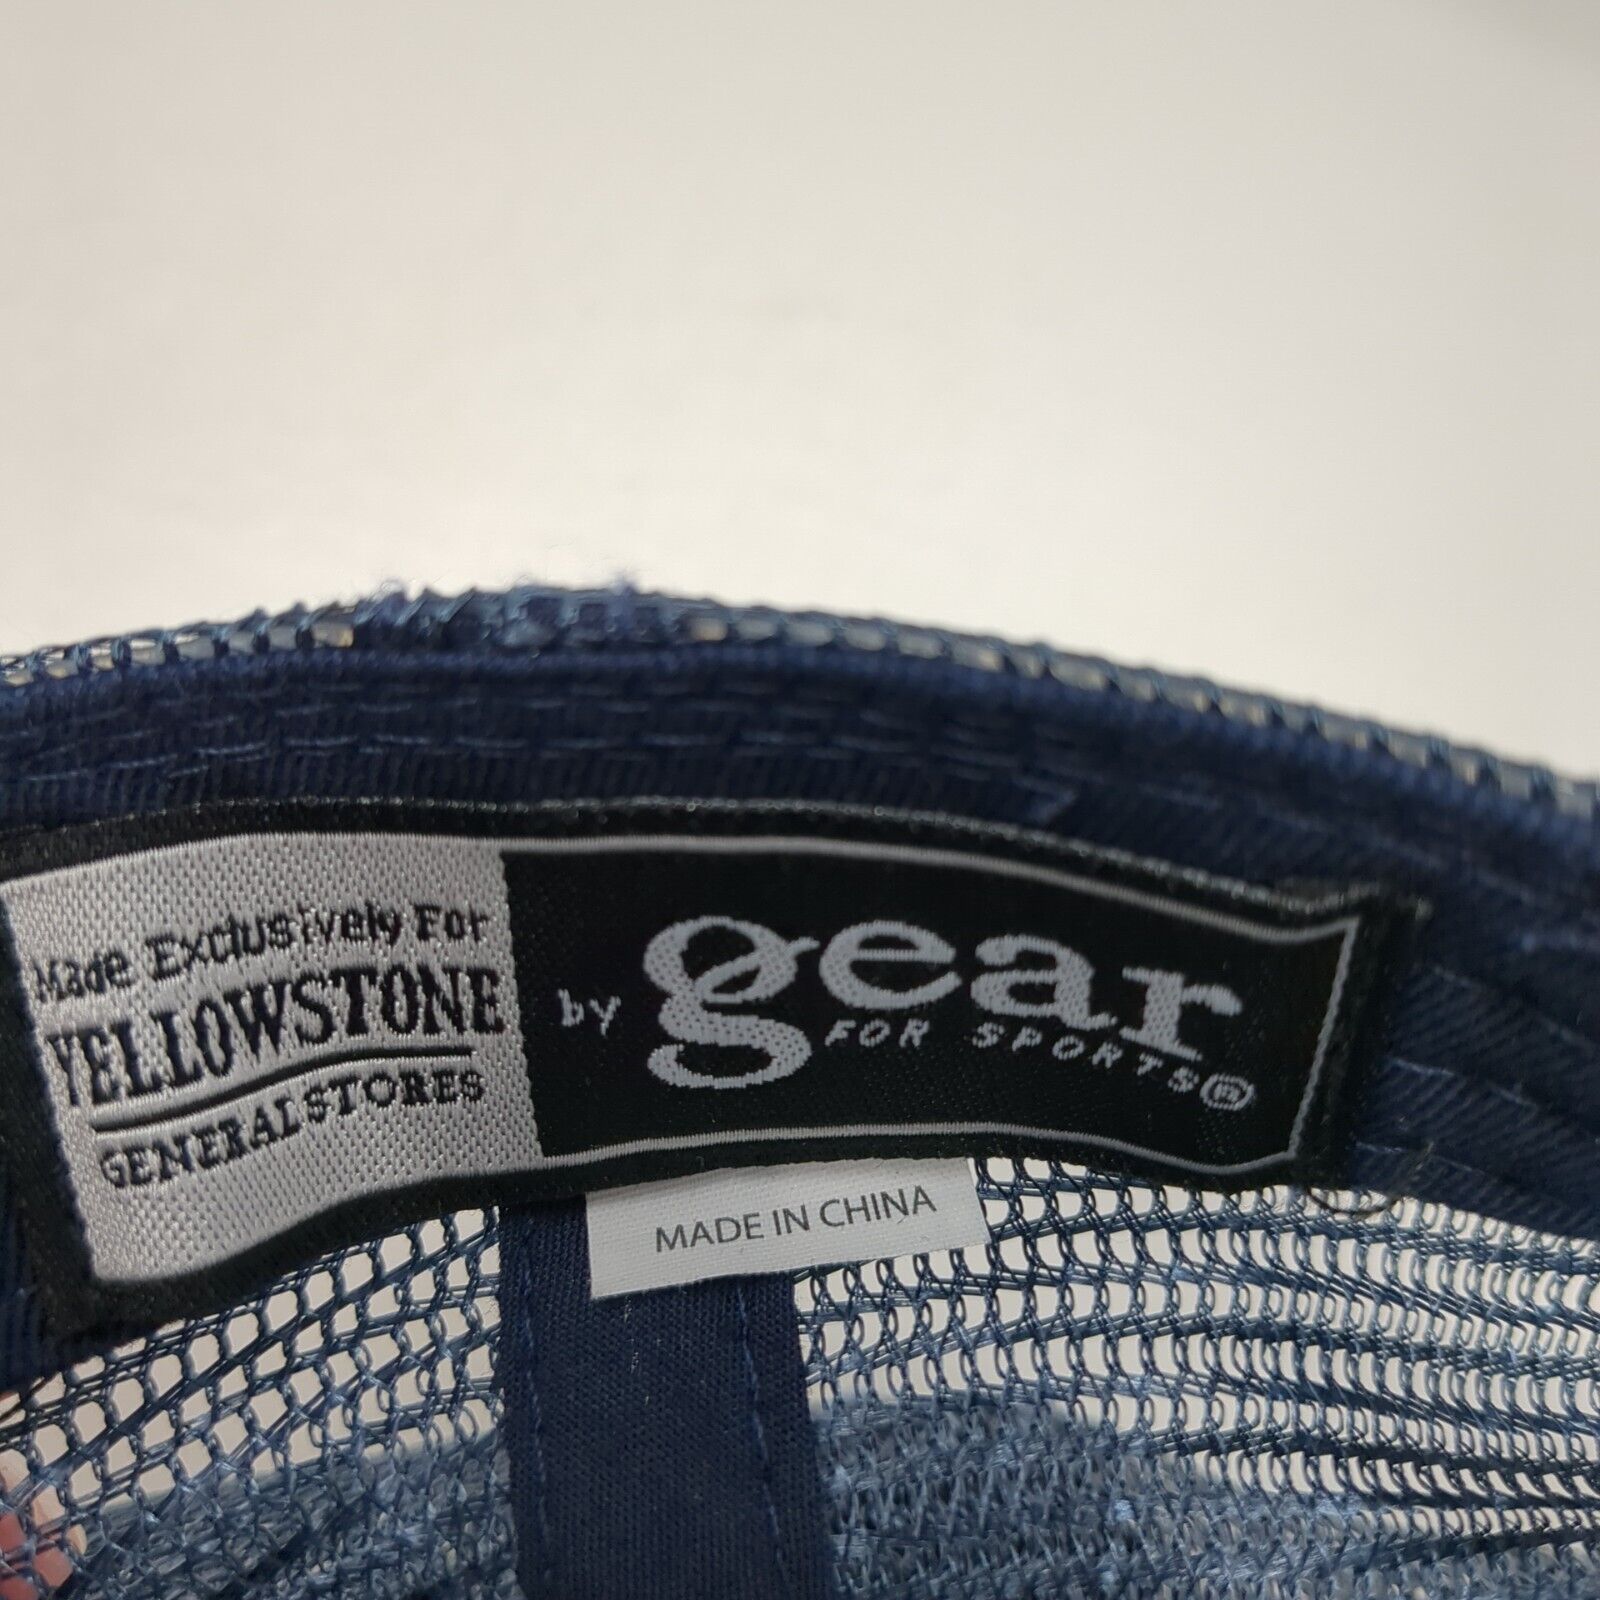 Made Exclusively For
YELLOWSTONE
GENERAL STORES
by gear
FOR SPORTS®
MADE IN CHINA